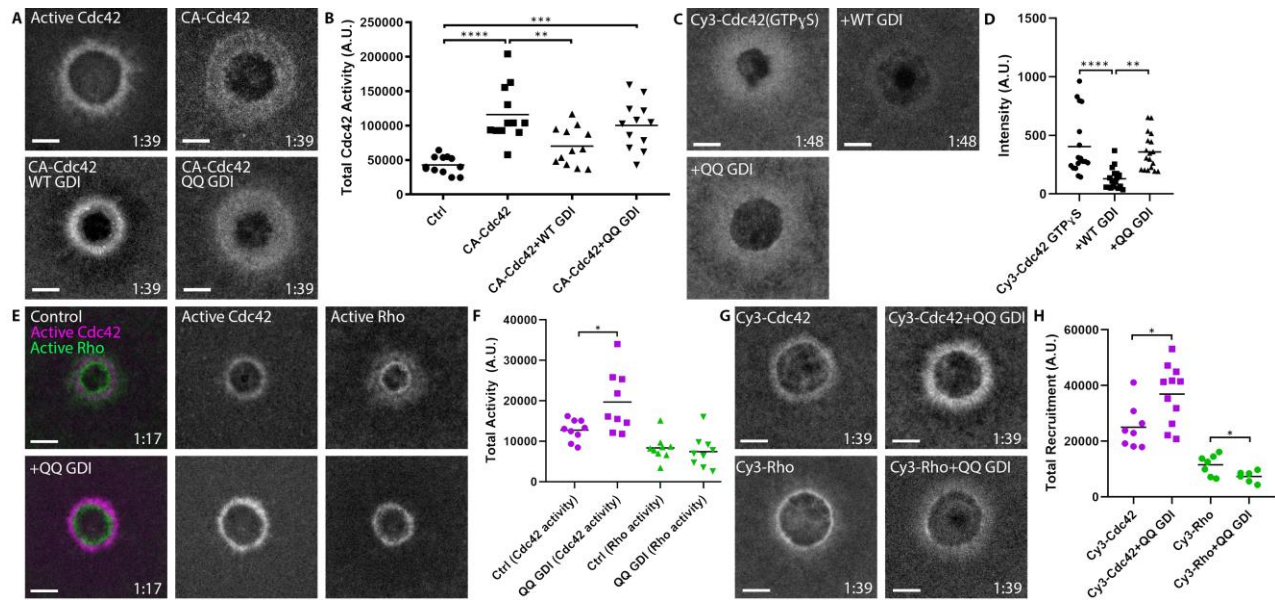 A
Active Cdc42
1:39
CA-Cdc42
1:39
CA-Cdc42
WT GDI
1:39
CA-Cdc42
QQ GDI
1:39
B
Total Cdc42 Activity (A.U.)
250000
200000
150000
100000
50000
0
***
****
**
Ctrl
CA-Cdc42
CA-Cdc42+WT GDI
CA-Cdc42+QQ GDI
C
Cy3-Cdc42(GTPɣS)
1:48
+WT GDI
1:48
+QQ GDI
D
Intensity (A.U.)
1500
1000
500
0
****
**
Cy3-Cdc42 GTPɣS
+WT GDI
+QQ GDI
E
Control
Active Cdc42
Active Rho
1:17
Active Cdc42
Active Rho
+QQ GDI
1:17
F
Total Activity (A.U.)
40000
30000
20000
10000
0
*
Ctrl (Cdc42 activity)
QQ GDI (Cdc42 activity)
Ctrl (Rho activity)
QQ GDI (Rho activity)
G
Cy3-Cdc42
1:39
Cy3-Cdc42+QQ GDI
1:39
Cy3-Rho
1:39
Cy3-Rho+QQ GDI
1:39
H
Total Recruitment (A.U.)
60000
40000
20000
0
*
*
Cy3-Cdc42
Cy3-Cdc42+QQ GDI
Cy3-Rho
Cy3-Rho+QQ GDI